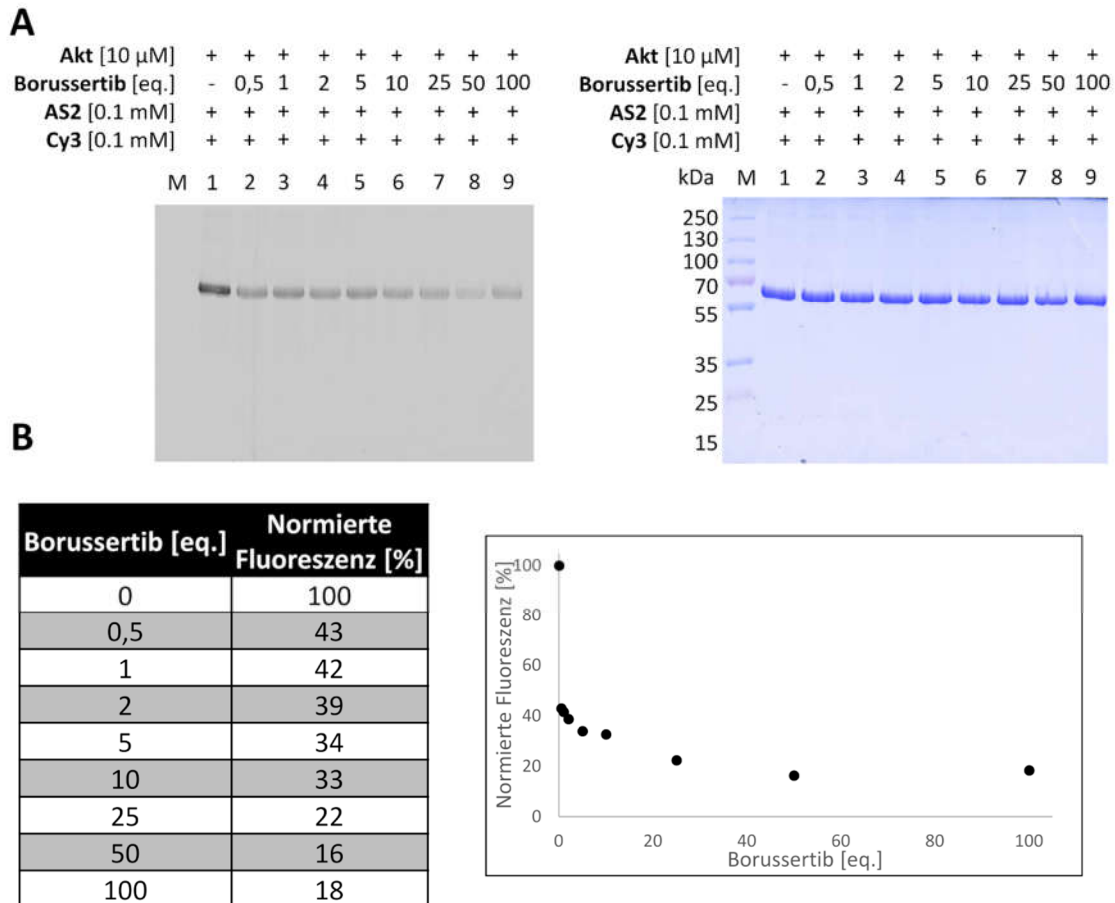 A
Akt [10 µM] + + + + + + + + +
Borussertib [eq.] - 0,5 1 2 5 10 25 50 100
AS2 [0.1 mM] + + + + + + + + +
Cy3 [0.1 mM] + + + + + + + + +
M 1 2 3 4 5 6 7 8 9
Akt [10 µM] + + + + + + + + +
Borussertib [eq.] - 0,5 1 2 5 10 25 50 100
AS2 [0.1 mM] + + + + + + + + +
Cy3 [0.1 mM] + + + + + + + + +
kDa M 1 2 3 4 5 6 7 8 9
250
130
100
70
55
35
25
15
B
Borussertib [eq.] Normierte
Fluoreszenz [%]
0 100
0,5 43
1 42
2 39
5 34
10 33
25 22
50 16
100 18
Normierte Fluoreszenz [%]
100
80
60
40
20
0
0 20 40 60 80 100
Borussertib [eq.]